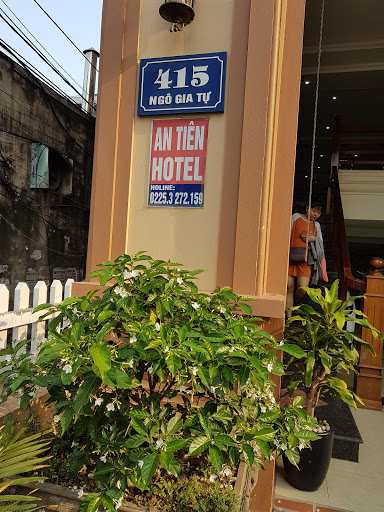 415
NGÔ GIA TỰ
AN TIÊN
HOTEL
HOLINE:
0225.3 272.159